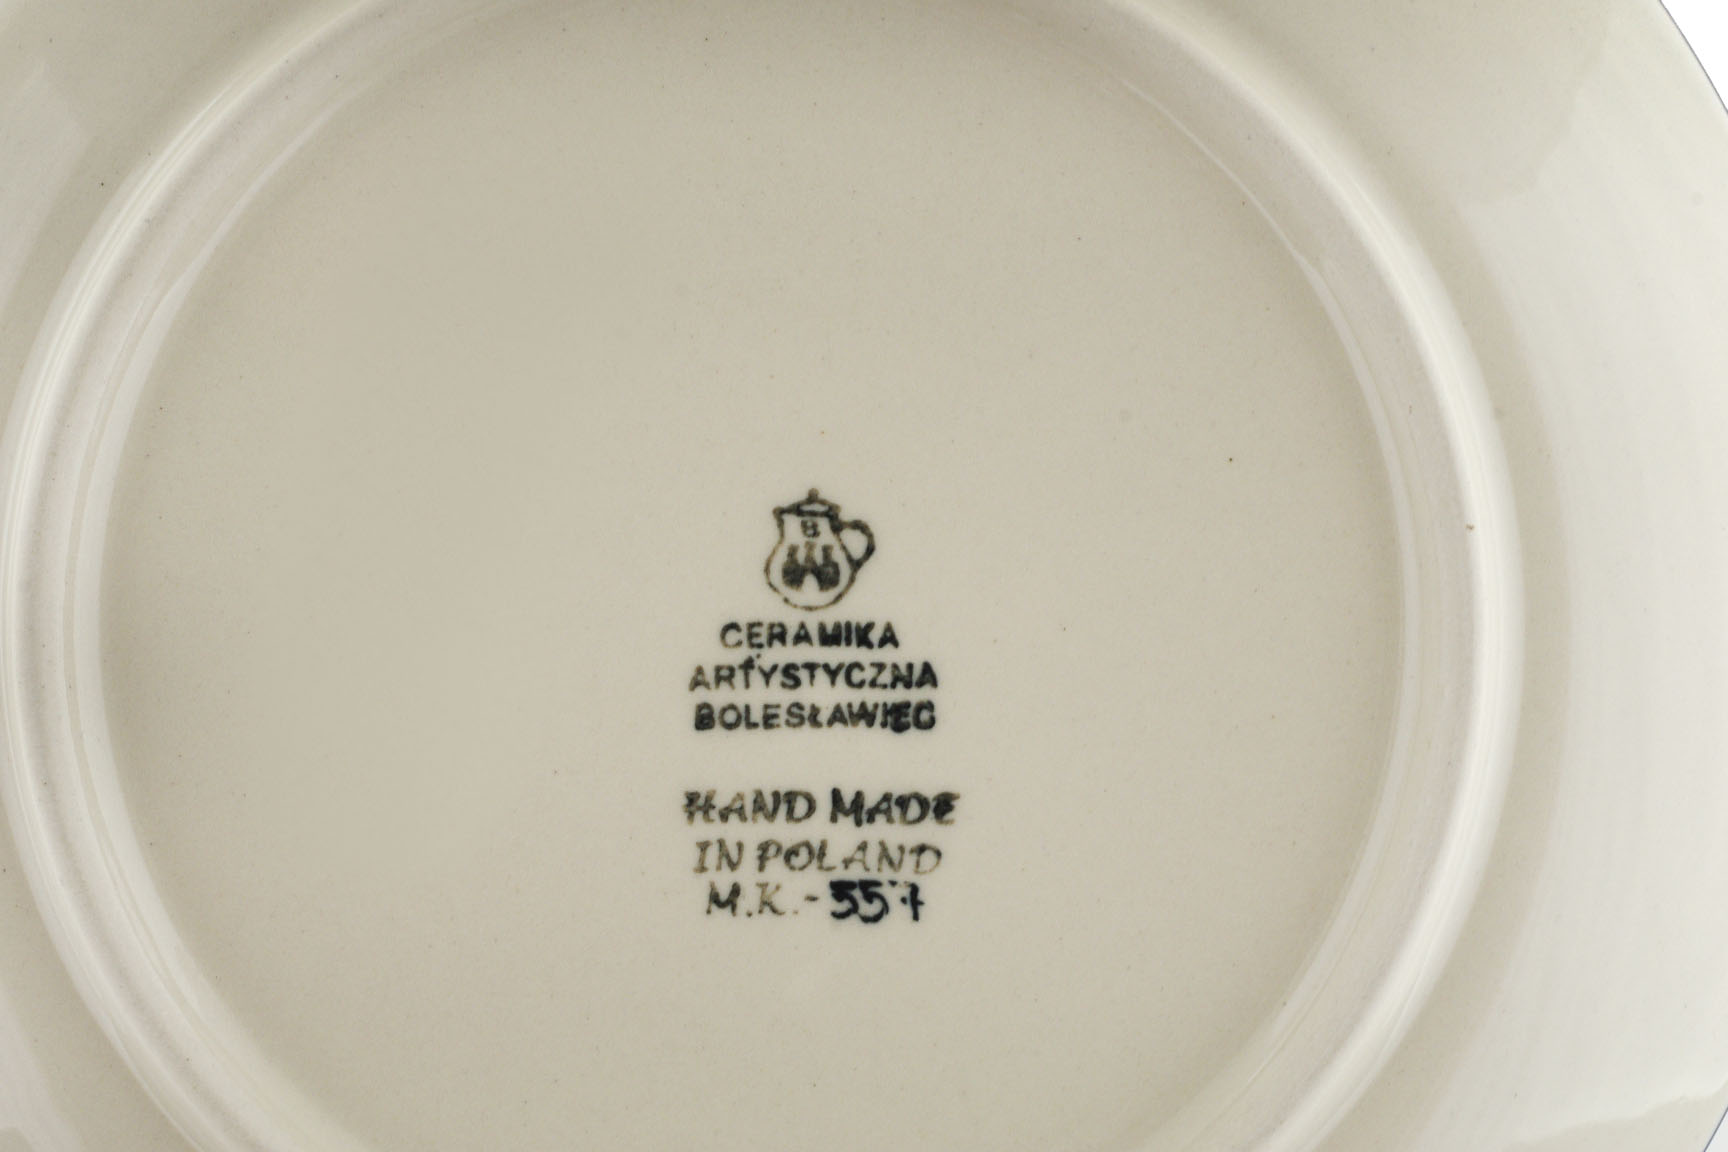 B
CERAMIKA
ARTYSTYCZNA
BOLESŁAWIEC
HAND MADE
IN POLAND
M.K.-557